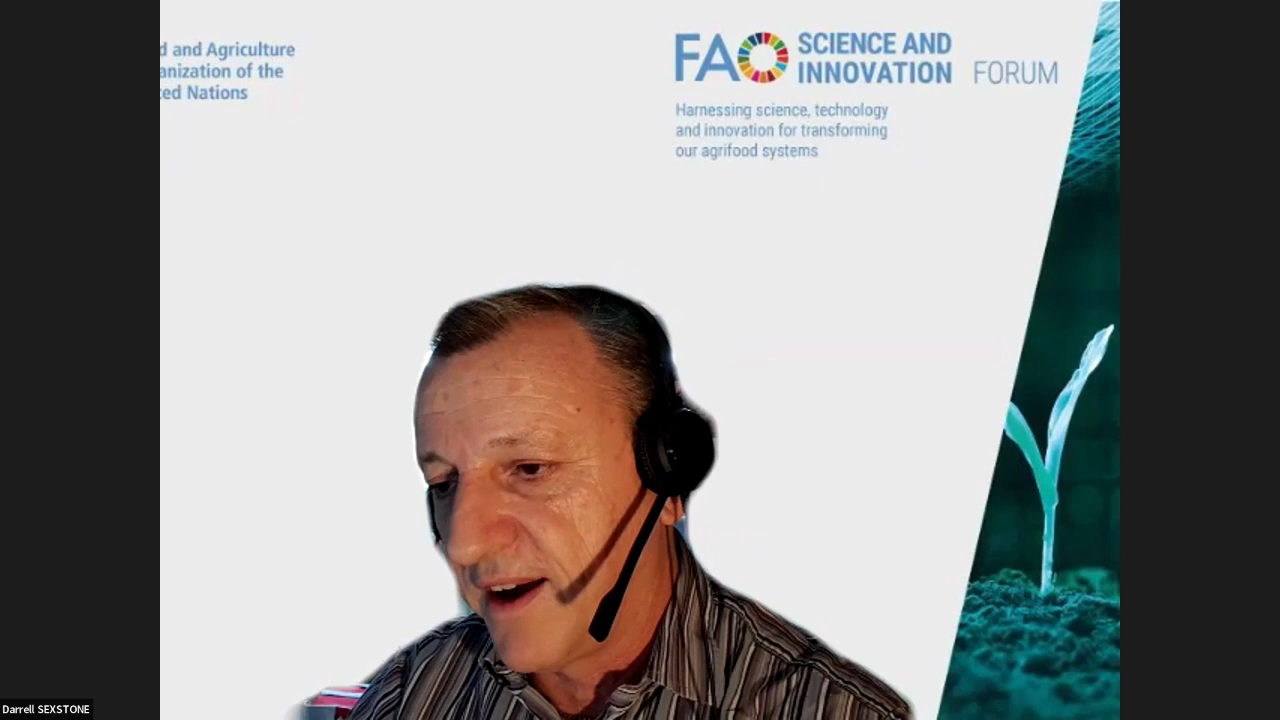 d and Agriculture
anization of the
ed Nations
FAO SCIENCE AND
INNOVATION FORUM
Harnessing science, technology
and innovation for transforming
our agrifood systems
Darrell SEXSTONE